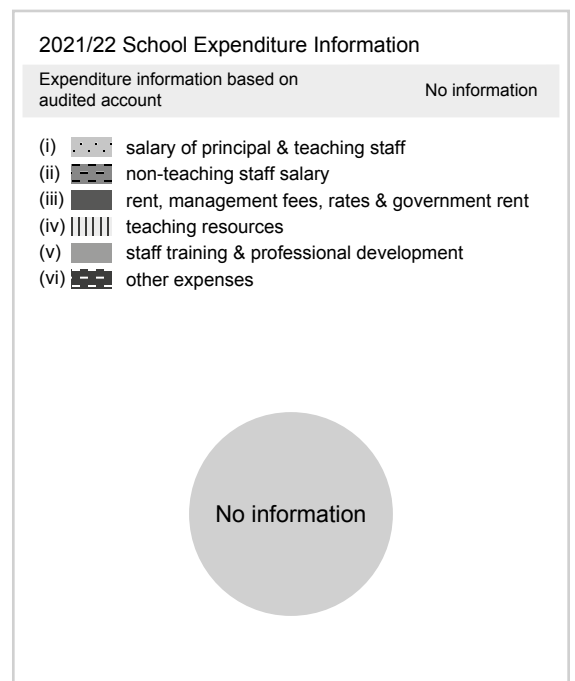 2021/22 School Expenditure Information
Expenditure information based on
audited account
No information
(i) salary of principal & teaching staff
(ii) non-teaching staff salary
(iii) rent, management fees, rates & government rent
(iv) teaching resources
(v) staff training & professional development
(vi) other expenses
No information